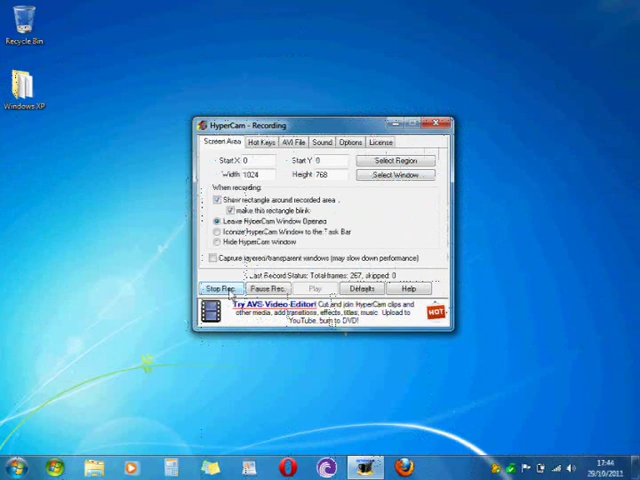 Recycle Bin
Windows XP
HyperCam - Recording
Screen Area Hot Keys AVI File Sound Options License
Start X 0 Start Y 0 Select Region
Width 1024 Height 768 Select Window
When recording:
Show rectangle around recorded area
make this rectangle blink
Leave HyperCam Window Opened
Iconize HyperCam Window to the Task Bar
Hide HyperCam Window
Capture layered/transparent windows (may slow down performance)
Last Record Status: Total frames: 267, skipped: 0
Stop Rec. Pause Rec. Play Defaults Help
Try AVS Video Editor! Cut and join HyperCam clips and
other media, add transitions, effects, titles, music. Upload to
YouTube, burn to DVD!
HOT
17:44